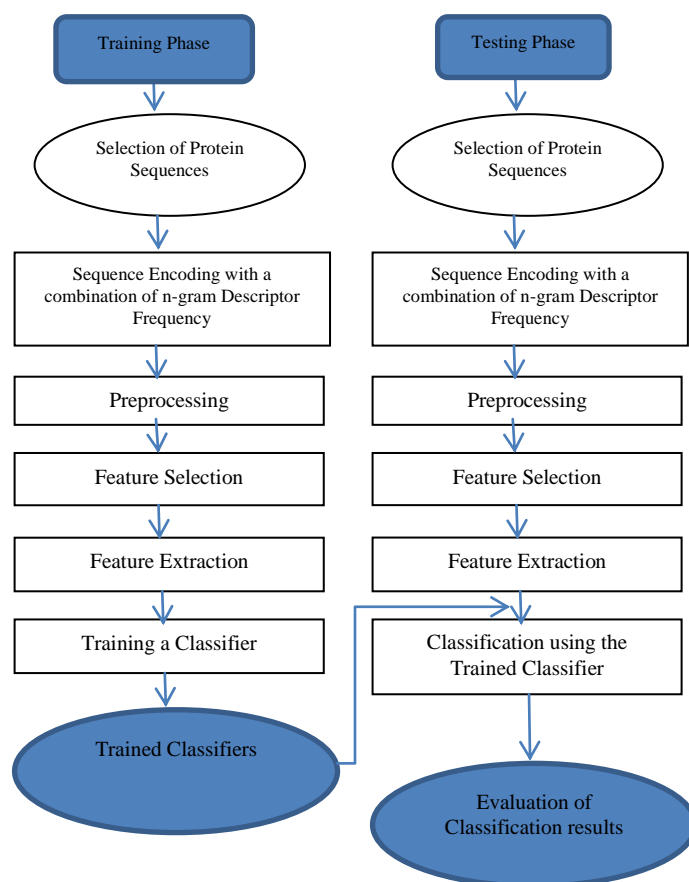 Training Phase
Selection of Protein
Sequences
Sequence Encoding with a
combination of n-gram Descriptor
Frequency
Preprocessing
Feature Selection
Feature Extraction
Training a Classifier
Trained Classifiers
Testing Phase
Selection of Protein
Sequences
Sequence Encoding with a
combination of n-gram Descriptor
Frequency
Preprocessing
Feature Selection
Feature Extraction
Classification using the
Trained Classifier
Evaluation of
Classification results